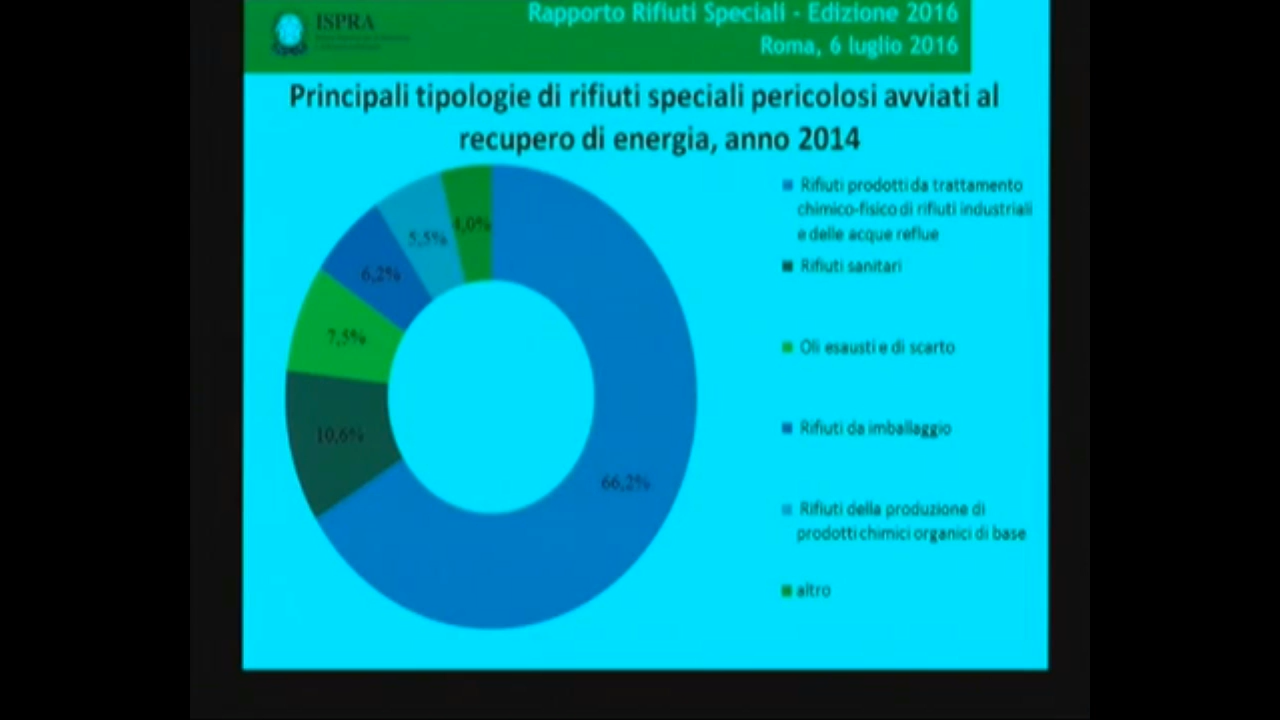 ISPRA
Rapporto Rifiuti Speciali - Edizione 2016
Roma, 6 luglio 2016
Principali tipologie di rifiuti speciali pericolosi avviati al
recupero di energia, anno 2014
4,0%
5,5%
6,2%
7,5%
10,6%
66,2%
Rifiuti prodotti da trattamento
chimico-fisico di rifiuti industriali
e delle acque reflue
Rifiuti sanitari
Oli esausti e di scarto
Rifiuti da imballaggio
Rifiuti della produzione di
prodotti chimici organici di base
altro